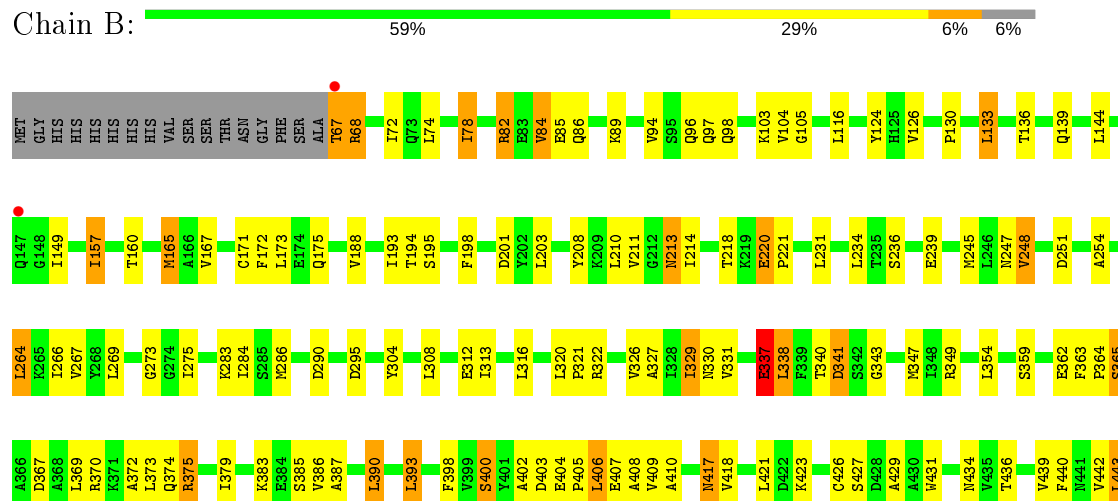 Chain B:
59% 29% 6% 6%
MET GLY HIS HIS HIS HIS HIS HIS VAL SER SER THR ASN GLY PHE SER ALA T67 R68 I72 Q73 L74 I78 R82 E83 V84 E85 Q86 K89 V94 S95 Q96 Q97 Q98 K103 V104 G105 L116 Y124 H125 V126 P130 L133 T136 Q139 L144
Q147 G148 I149 I157 T160 M165 A166 V167 C171 F172 L173 E174 Q175 V188 I193 T194 S195 F198 D201 Y202 L203 Y208 K209 L210 V211 G212 N213 I214 T218 K219 E220 P221 L231 L234 T235 S236 E239 M245 L246 N247 V248 D251 A254
L264 K265 I266 V267 Y268 L269 G273 G274 I275 K283 I284 S285 M286 D290 D295 Y304 L308 E312 I313 L316 L320 P321 R322 V326 A327 I328 I329 N330 V331 E337 L338 F339 T340 D341 S342 G343 M347 I348 R349 L354 S359 E362 F363 P364 S365
A366 D367 A368 L369 R370 K371 A372 L373 Q374 R375 I379 K383 E384 S385 V386 A387 L390 L393 F398 V399 S400 Y401 A402 D403 E404 P405 L406 E407 A408 V409 A410 N417 V418 L421 D422 K423 C426 S427 D428 A429 A430 W431 N434 V435 T436 V439 F440 N441 V442